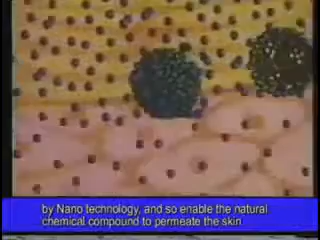 by Nano technology, and so enable the natural
chemical compound to permeate the skin.